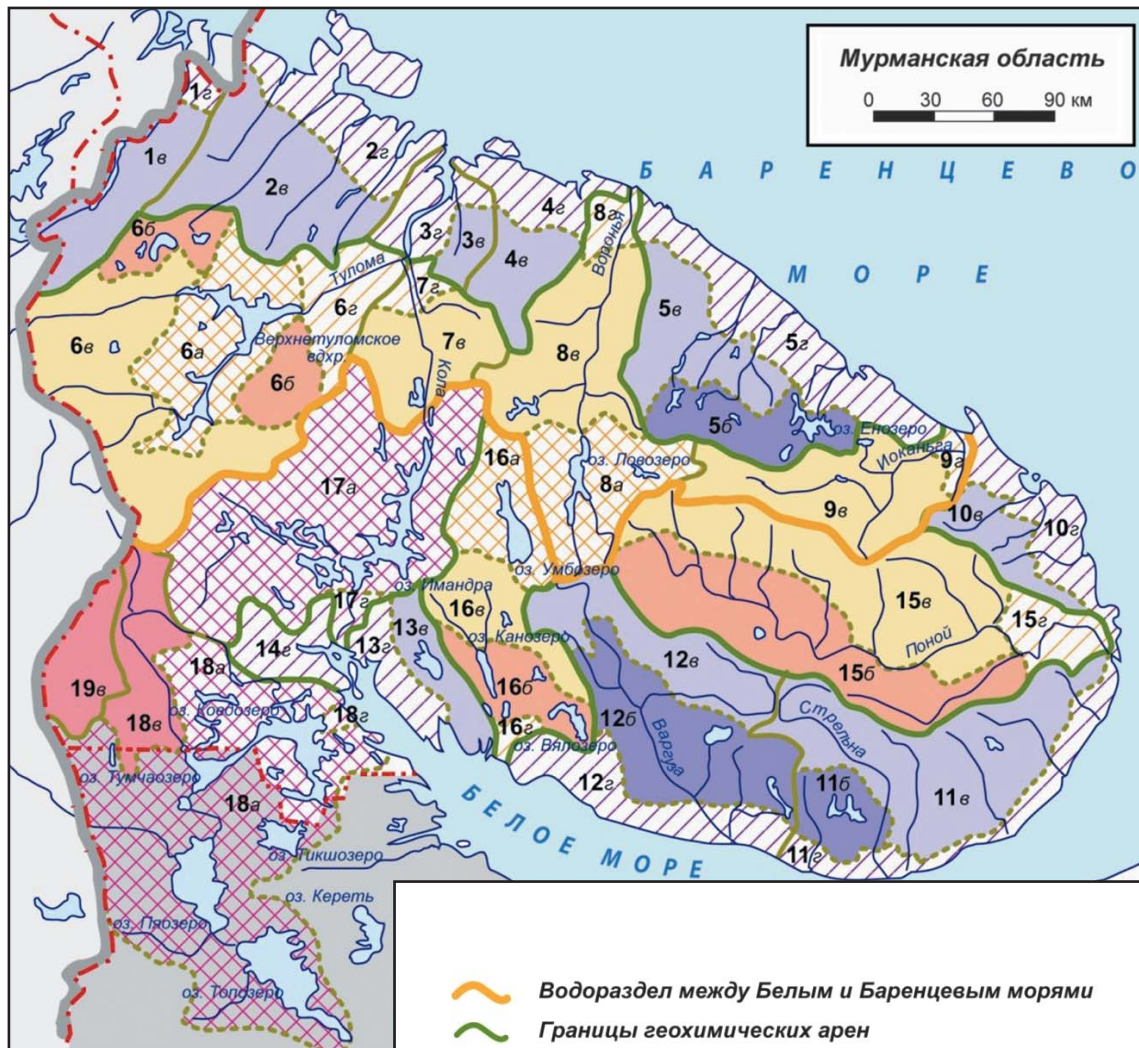 Мурманская область
0 30 60 90 км
1г
1в
2г
2в
БАРЕНЦЕВО
МОРЕ
6б
3г
3в
4г
4в
8г
Воронья
Тулома
7г
6г
5в
5г
6в
6а
Верхнетуломское
вдхр.
7в
Кола
8в
6б
5б
оз. Енозеро
Иоканьга
9г
17а
16а
оз. Ловозеро
8а
9в
10в
10г
оз. Умбозеро
оз. Имандра
17г
16в
15в
15г
13в
13г
14г
оз. Канозеро
Поной
12в
15б
18а
16б
19в
18в
оз. Ковдозеро
18г
16г
оз. Вялозеро
12б
Варгуза
Стрельна
оз. Тумчаозеро
18а
12г
11б
11в
БЕЛОЕ МОРЕ
11г
оз. Тикшозеро
оз. Кереть
оз. Пяозеро
оз. Топозеро
Водораздел между Белым и Баренцевым морями
Границы геохимических арен